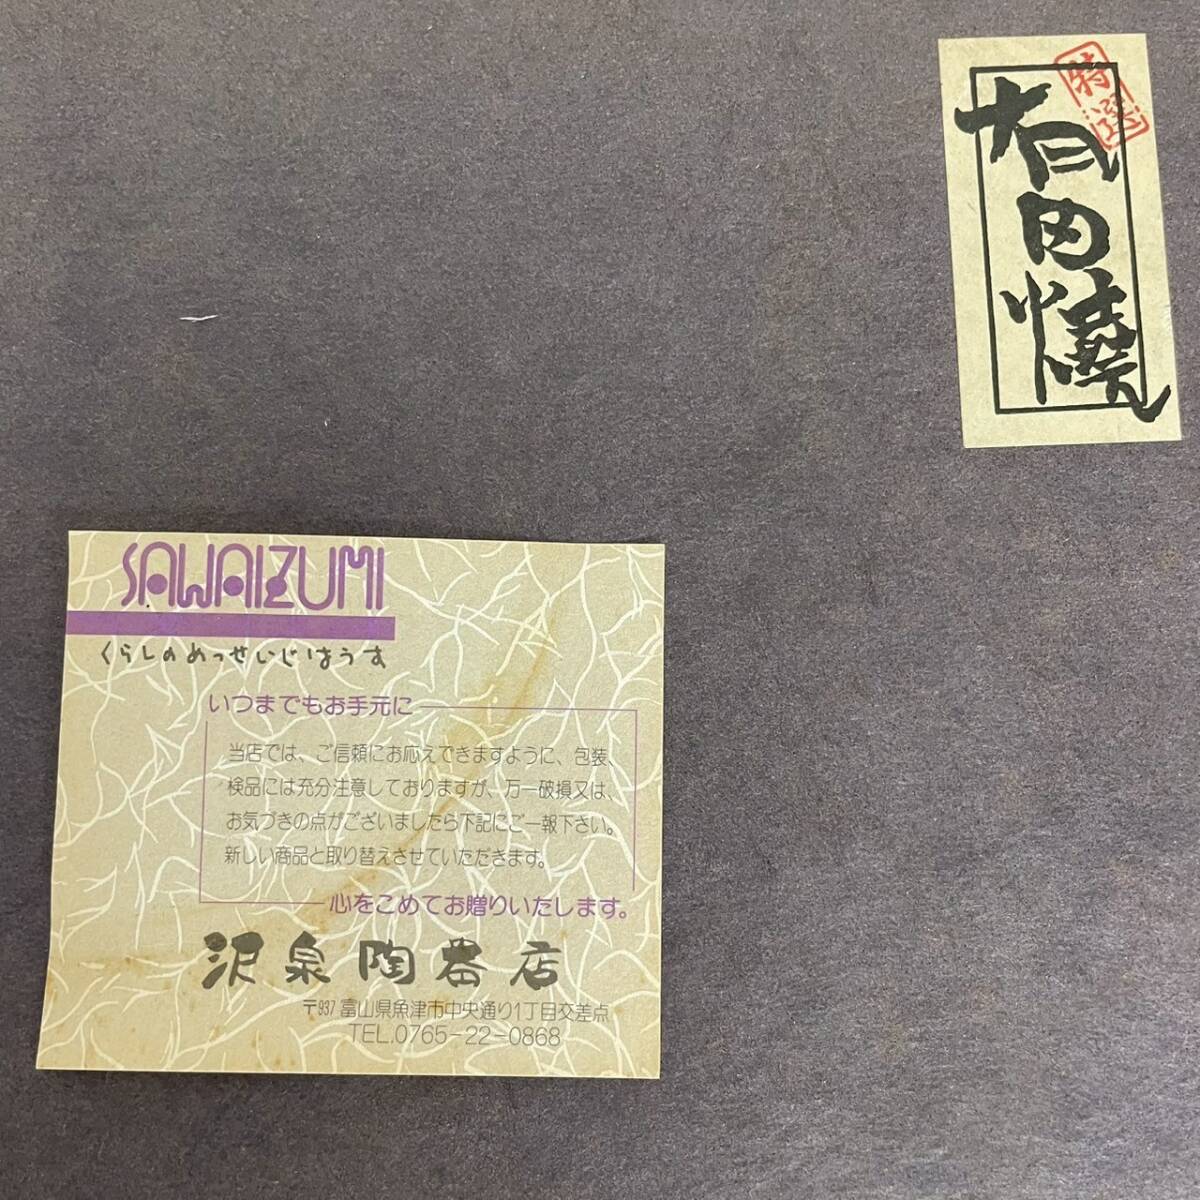 特選
有田燒
SAWAIZUMI
くらしのめっせいじはうす
いつまでもお手元に
当店では、ご信頼にお応えできますように、包装、
検品には充分注意しておりますが、万一破損又は、
お気づきの点がございましたら下記にご一報下さい。
新しい商品と取り替えさせていただきます。
心をこめてお贈りいたします。
沢泉陶器店
〒937 富山県魚津市中央通り1丁目交差点
TEL.0765-22-0868